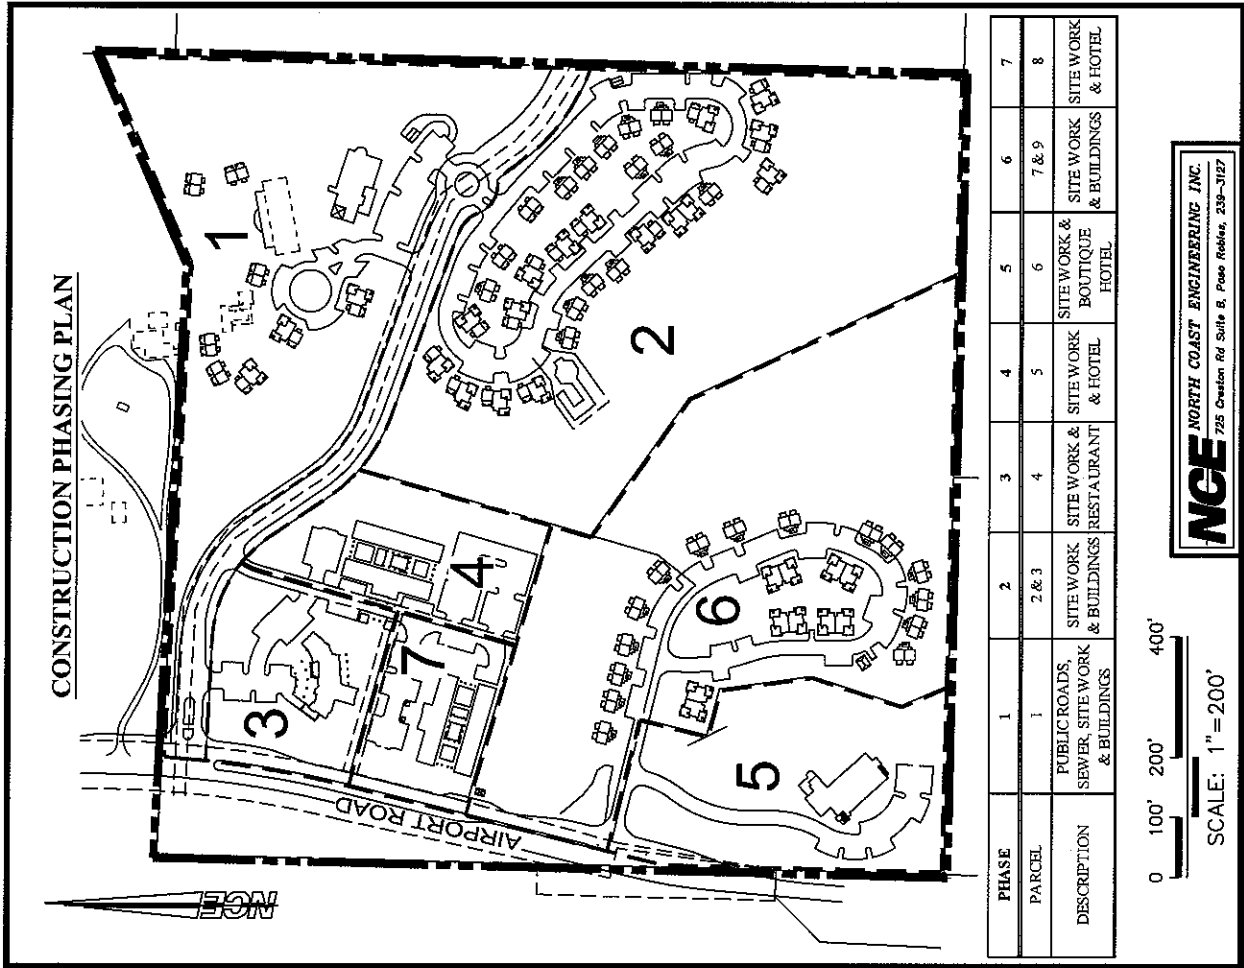 CONSTRUCTION PHASING PLAN
1
2
3
4
7
6
5
AIRPORT ROAD
NCE
PHASE 1 2 3 4 5 6 7
PARCEL 1 2 & 3 4 5 6 7 & 9 8
DESCRIPTION
PUBLIC ROADS,
SEWER, SITE WORK
& BUILDINGS
SITE WORK
& BUILDINGS
SITE WORK &
RESTAURANT
SITE WORK
& HOTEL
SITE WORK &
BOUTIQUE
HOTEL
SITE WORK
& BUILDINGS
SITE WORK
& HOTEL
0 100' 200' 400'
SCALE: 1"=200'
NCE NORTH COAST ENGINEERING INC.
725 Creston Rd Suite B, Paso Robles, 239-3127